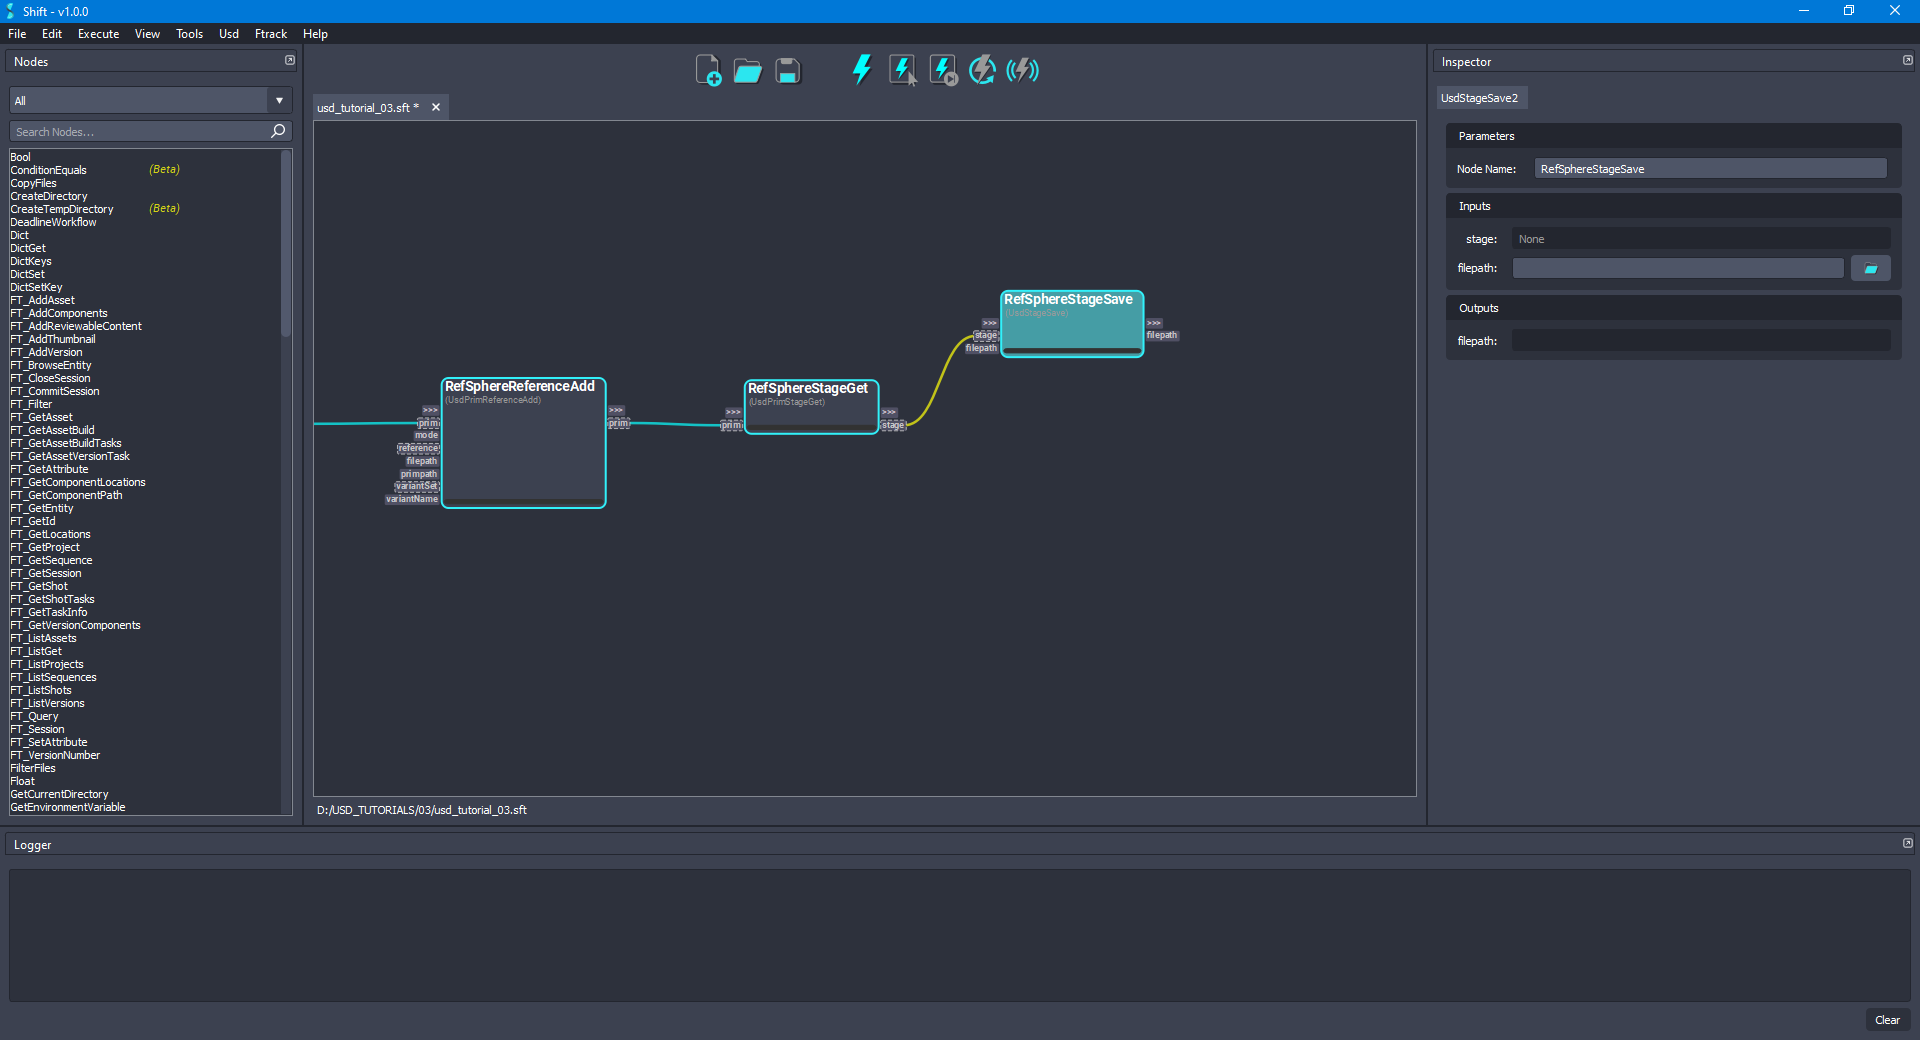 Shift - v1.0.0
File Edit Execute View Tools Usd Ftrack Help
Nodes
All
Search Nodes...
Bool
ConditionEquals (Beta)
CopyFiles
CreateDirectory
CreateTempDirectory (Beta)
DeadlineWorkflow
Dict
DictGet
DictKeys
DictSet
DictSetKey
FT_AddAsset
FT_AddComponents
FT_AddReviewableContent
FT_AddThumbnail
FT_AddVersion
FT_BrowseEntity
FT_CloseSession
FT_CommitSession
FT_Filter
FT_GetAsset
FT_GetAssetBuild
FT_GetAssetBuildTasks
FT_GetAssetVersionTask
FT_GetAttribute
FT_GetComponentLocations
FT_GetComponentPath
FT_GetEntity
FT_GetId
FT_GetLocations
FT_GetProject
FT_GetSequence
FT_GetSession
FT_GetShot
FT_GetShotTasks
FT_GetTaskInfo
FT_GetVersionComponents
FT_ListAssets
FT_ListGet
FT_ListProjects
FT_ListSequences
FT_ListShots
FT_ListVersions
FT_Query
FT_Session
FT_SetAttribute
FT_VersionNumber
FilterFiles
Float
GetCurrentDirectory
GetEnvironmentVariable
usd_tutorial_03.sft *
RefSphereReferenceAdd
(UsdPrimReferenceAdd)
>>> >>>
prim prim
mode
reference
filepath
primpath
variantSet
variantName
RefSphereStageGet
(UsdPrimStageGet)
>>> >>>
prim stage
RefSphereStageSave
(UsdStageSave)
>>> >>>
stage filepath
filepath
D:/USD_TUTORIALS/03/usd_tutorial_03.sft
Inspector
UsdStageSave2
Parameters
Node Name: RefSphereStageSave
Inputs
stage: None
filepath:
Outputs
filepath:
Logger
Clear